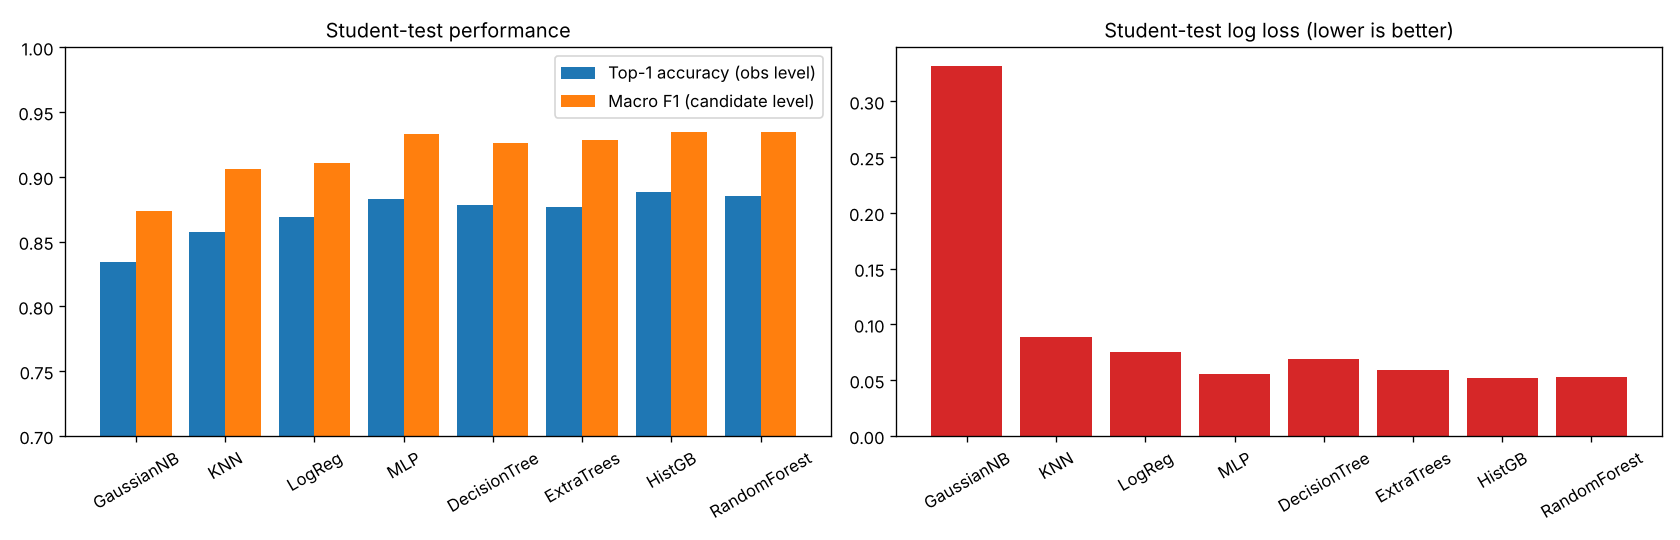 Student-test performance
1.00
0.95
0.90
0.85
0.80
0.75
0.70
Top-1 accuracy (obs level)
Macro F1 (candidate level)
GaussianNB
KNN
LogReg
MLP
DecisionTree
ExtraTrees
HistGB
RandomForest
Student-test log loss (lower is better)
0.30
0.25
0.20
0.15
0.10
0.05
0.00
GaussianNB
KNN
LogReg
MLP
DecisionTree
ExtraTrees
HistGB
RandomForest